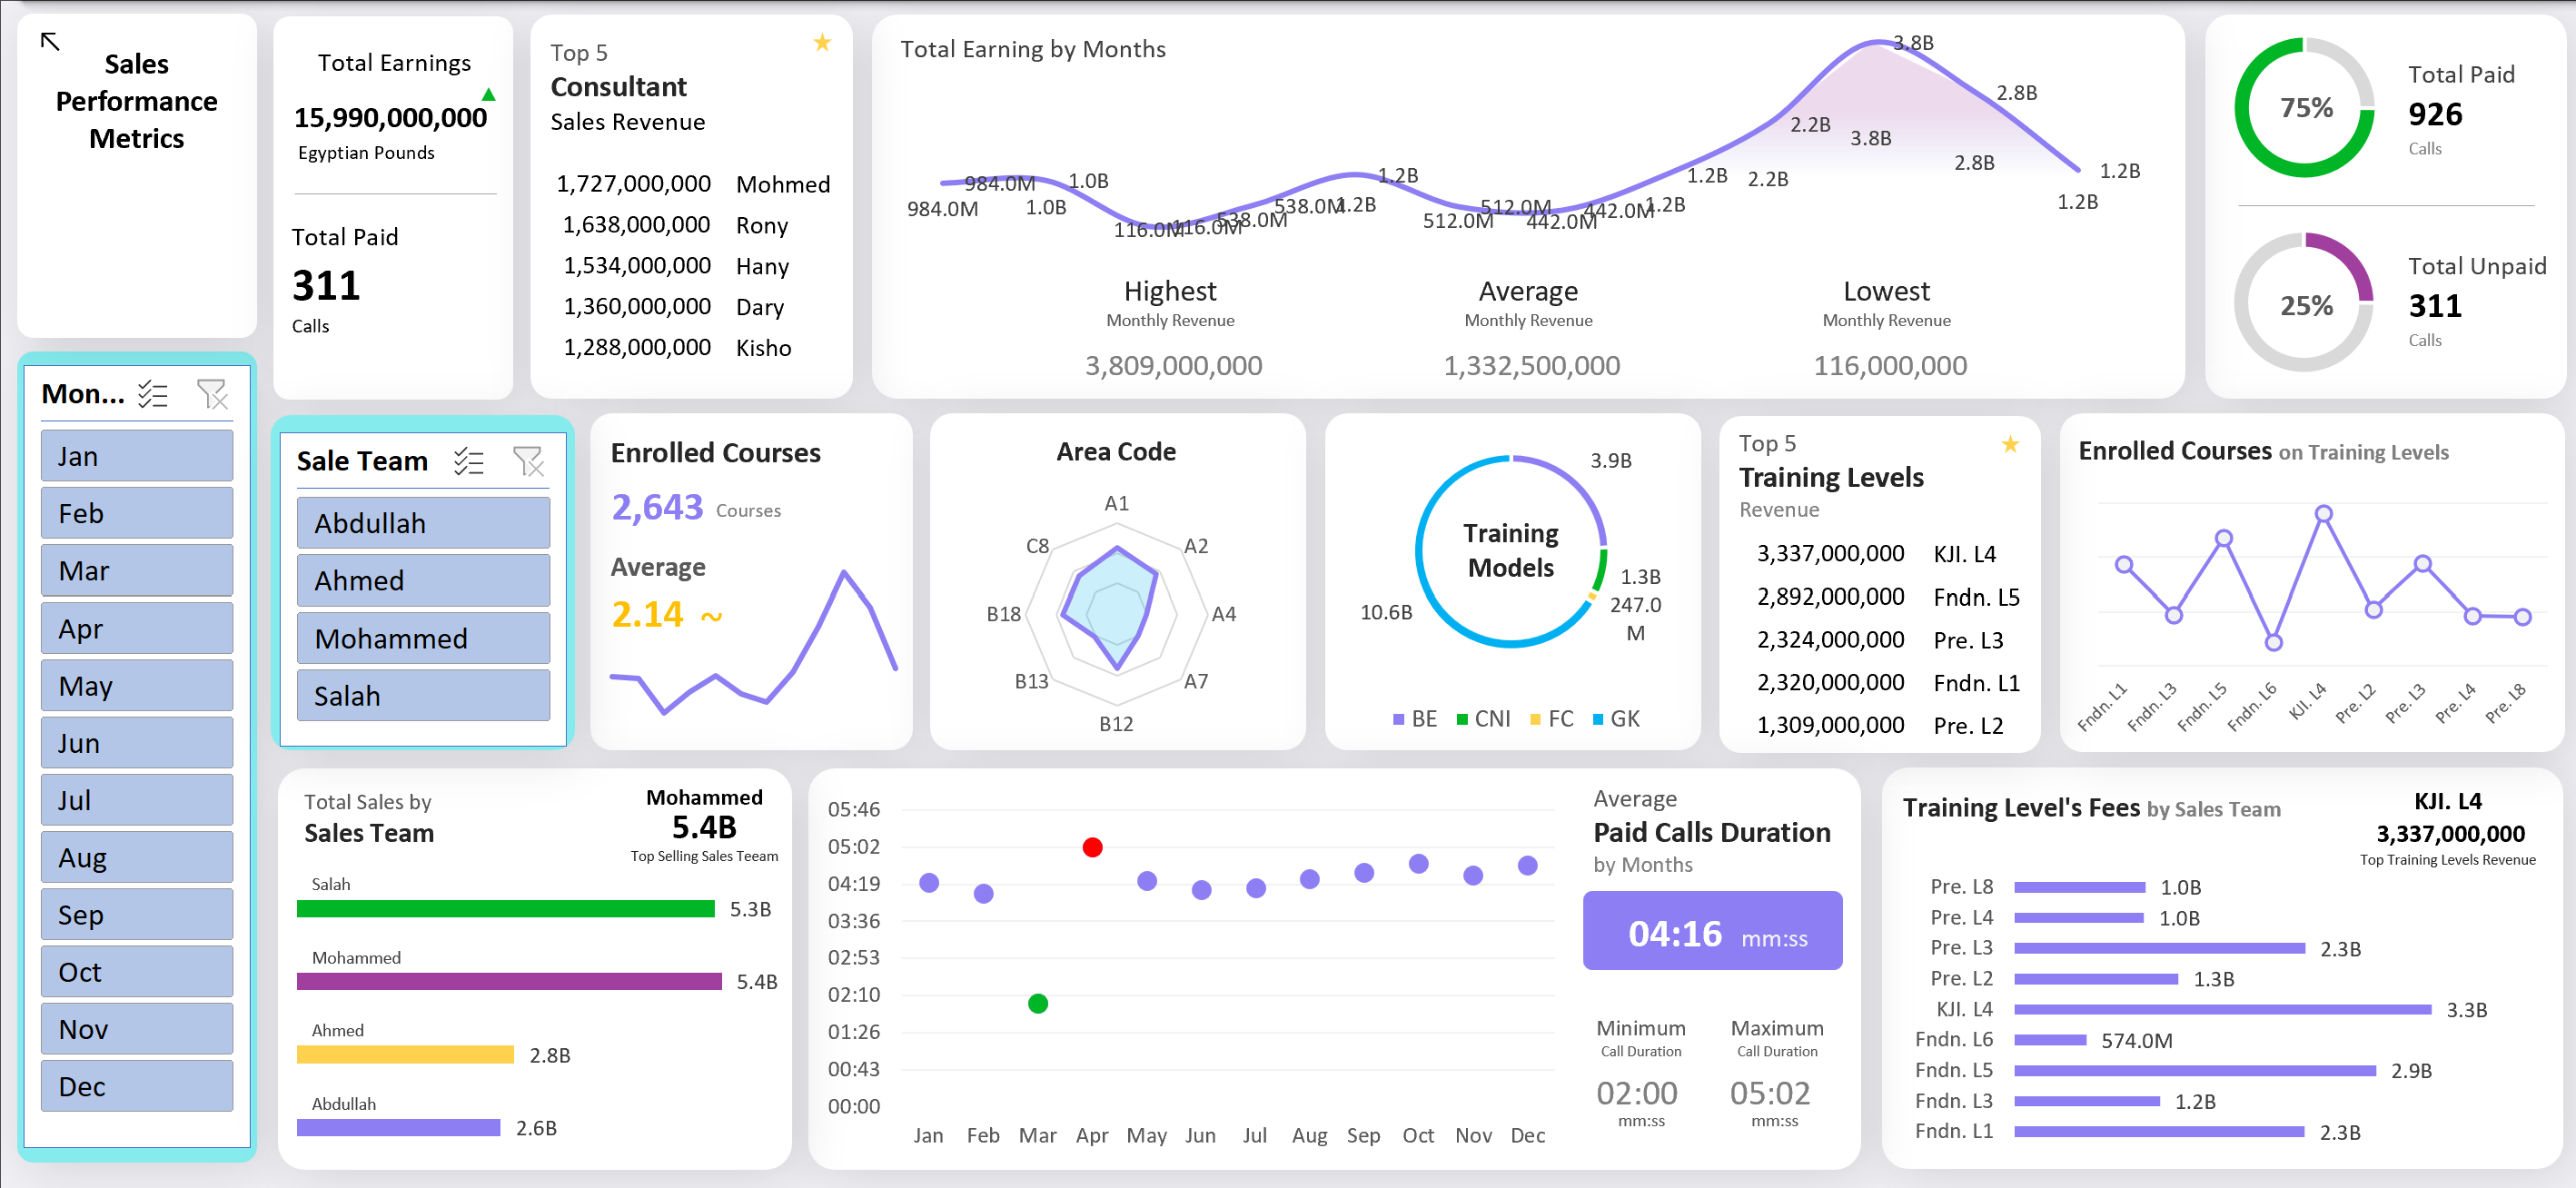 Sales
Performance
Metrics
Total Earnings
15,990,000,000
Egyptian Pounds
Total Paid
311
Calls
Top 5
Consultant
Sales Revenue
1,727,000,000 Mohmed
1,638,000,000 Rony
1,534,000,000 Hany
1,360,000,000 Dary
1,288,000,000 Kisho
Total Earning by Months
984.0M
984.0M
1.0B
1.0B
116.0M
116.0M
538.0M
538.0M
1.2B
1.2B
512.0M
512.0M
442.0M
442.0M
1.2B
1.2B
2.2B
2.2B
3.8B
3.8B
2.8B
2.8B
1.2B
1.2B
Highest
Monthly Revenue
3,809,000,000
Average
Monthly Revenue
1,332,500,000
Lowest
Monthly Revenue
116,000,000
75%
Total Paid
926
Calls
25%
Total Unpaid
311
Calls
Mon...
Jan
Feb
Mar
Apr
May
Jun
Jul
Aug
Sep
Oct
Nov
Dec
Sale Team
Abdullah
Ahmed
Mohammed
Salah
Enrolled Courses
2,643 Courses
Average
2.14 ~
Area Code
A1
A2
A4
A7
B12
B13
B18
C8
Training
Models
3.9B
1.3B
247.0
M
10.6B
BE CNI FC GK
Top 5
Training Levels
Revenue
3,337,000,000 KJI. L4
2,892,000,000 Fndn. L5
2,324,000,000 Pre. L3
2,320,000,000 Fndn. L1
1,309,000,000 Pre. L2
Enrolled Courses on Training Levels
Fndn. L1
Fndn. L3
Fndn. L5
Fndn. L6
KJI. L4
Pre. L2
Pre. L3
Pre. L4
Pre. L8
Total Sales by
Sales Team
Mohammed
5.4B
Top Selling Sales Teeam
Salah
5.3B
Mohammed
5.4B
Ahmed
2.8B
Abdullah
2.6B
05:46
05:02
04:19
03:36
02:53
02:10
01:26
00:43
00:00
Jan Feb Mar Apr May Jun Jul Aug Sep Oct Nov Dec
Average
Paid Calls Duration
by Months
04:16 mm:ss
Minimum
Call Duration
02:00
mm:ss
Maximum
Call Duration
05:02
mm:ss
Training Level's Fees by Sales Team
KJI. L4
3,337,000,000
Top Training Levels Revenue
Pre. L8 1.0B
Pre. L4 1.0B
Pre. L3 2.3B
Pre. L2 1.3B
KJI. L4 3.3B
Fndn. L6 574.0M
Fndn. L5 2.9B
Fndn. L3 1.2B
Fndn. L1 2.3B